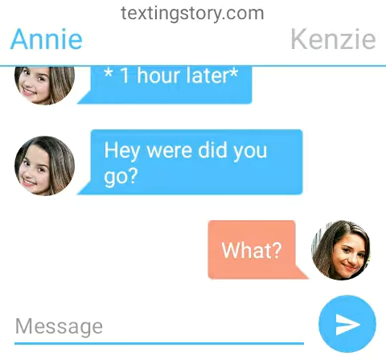 textingstory.com
Annie Kenzie
* 1 hour later*
Hey were did you
go?
What?
Message